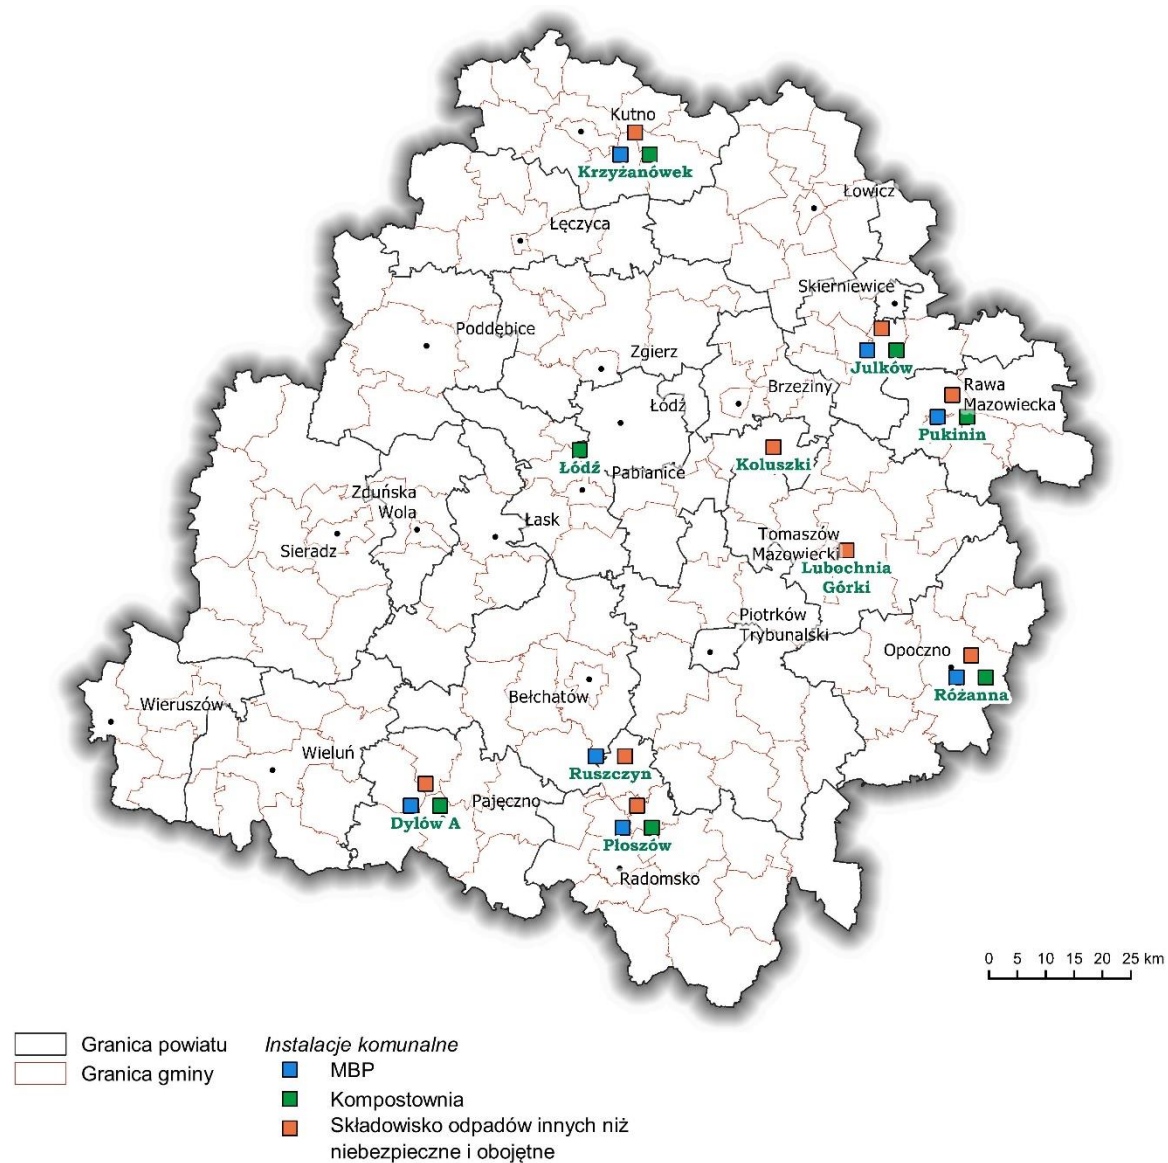 Kutno
Krzyżanówek
Łowicz
Łęczyca
Skierniewice
Poddębice
Zgierz
Julków
Brzeziny
Rawa
Mazowiecka
Łódź
Pukinin
Koluszki
Łódź
Pabianice
Zduńska
Wola
Łask
Sieradz
Tomaszów
Mazowiecki
Lubochnia
Górki
Piotrków
Trybunalski
Opoczno
Różanna
Bełchatów
Wieruszów
Wieluń
Ruszczyn
Pajęczno
Dylów A
Płoszów
Radomsko
0 5 10 15 20 25 km
Granica powiatu
Granica gminy
Instalacje komunalne
MBP
Kompostownia
Składowisko odpadów innych niż
niebezpieczne i obojętne